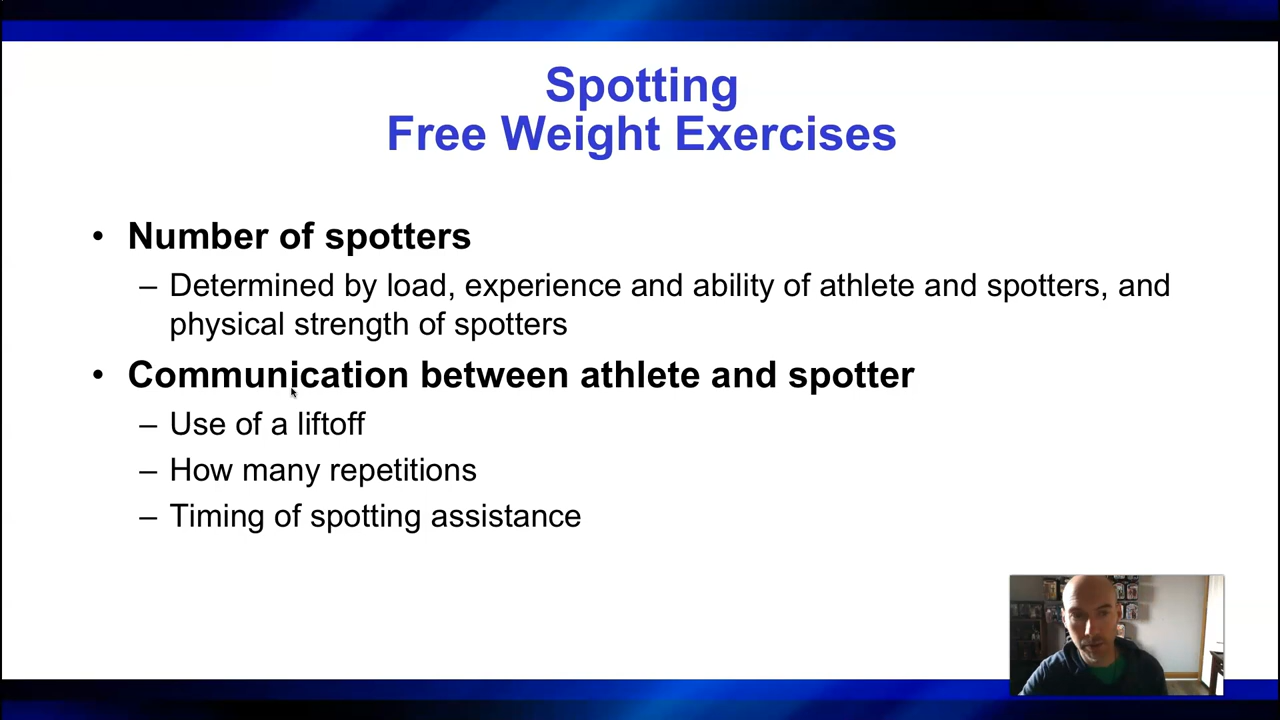 Spotting
Free Weight Exercises
• Number of spotters
– Determined by load, experience and ability of athlete and spotters, and
physical strength of spotters
• Communication between athlete and spotter
– Use of a liftoff
– How many repetitions
– Timing of spotting assistance